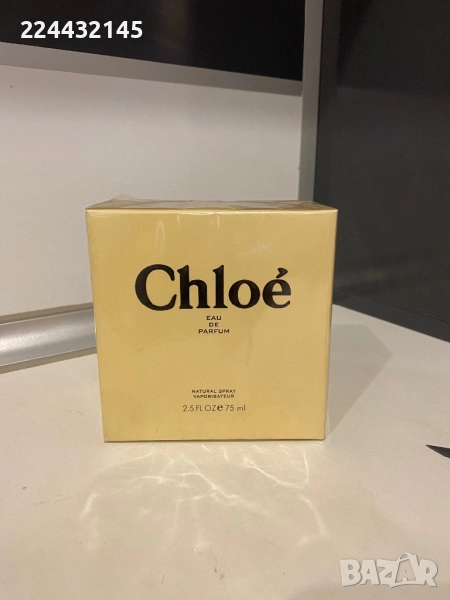 224432145
Chloé
EAU
DE
PARFUM
NATURAL SPRAY
VAPORISATEUR
2.5 FL OZ e 75 ml
BAZAR